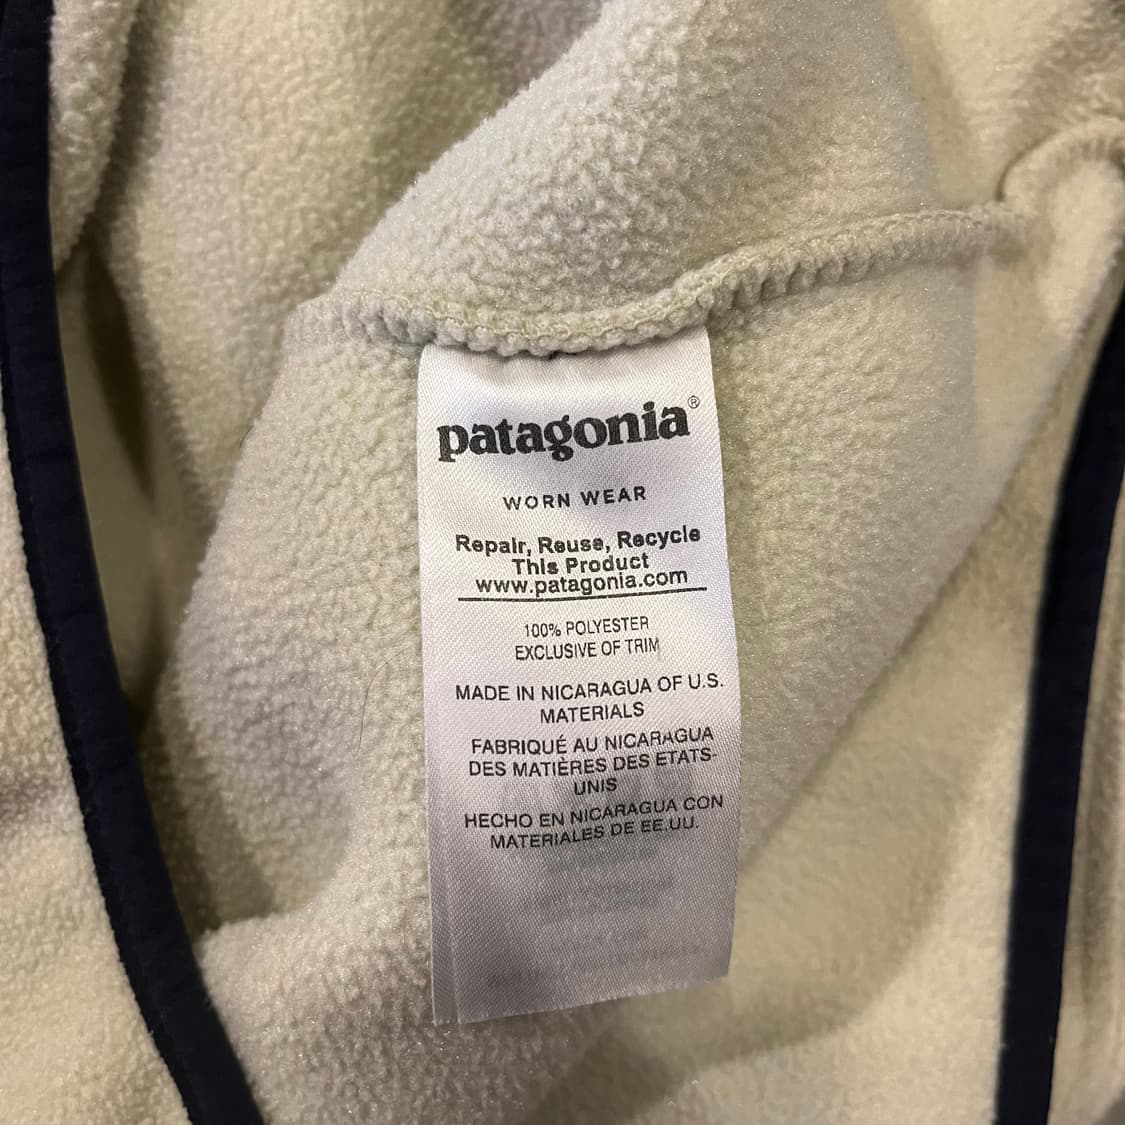 patagonia®
WORN WEAR
Repair, Reuse, Recycle
This Product
www.patagonia.com
100% POLYESTER
EXCLUSIVE OF TRIM
MADE IN NICARAGUA OF U.S.
MATERIALS
FABRIQUÉ AU NICARAGUA
DES MATIÈRES DES ETATS-
UNIS
HECHO EN NICARAGUA CON
MATERIALES DE EE.UU.